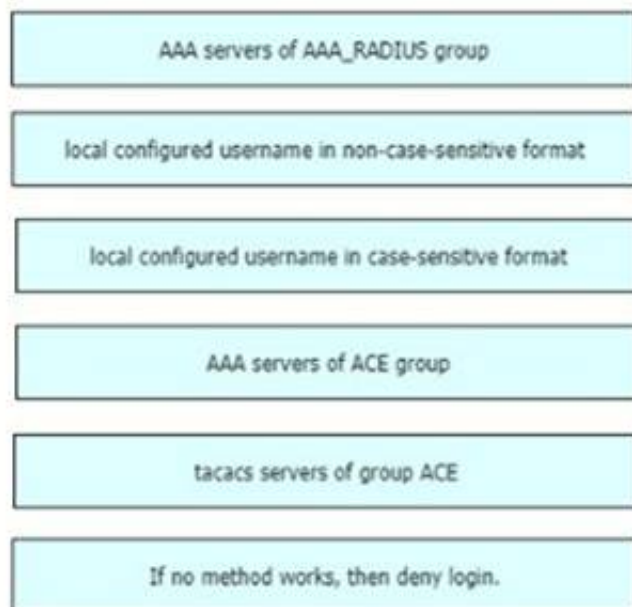 AAA servers of AAA_RADIUS group
local configured username in non-case-sensitive format
local configured username in case-sensitive format
AAA servers of ACE group
tacacs servers of group ACE
If no method works, then deny login.